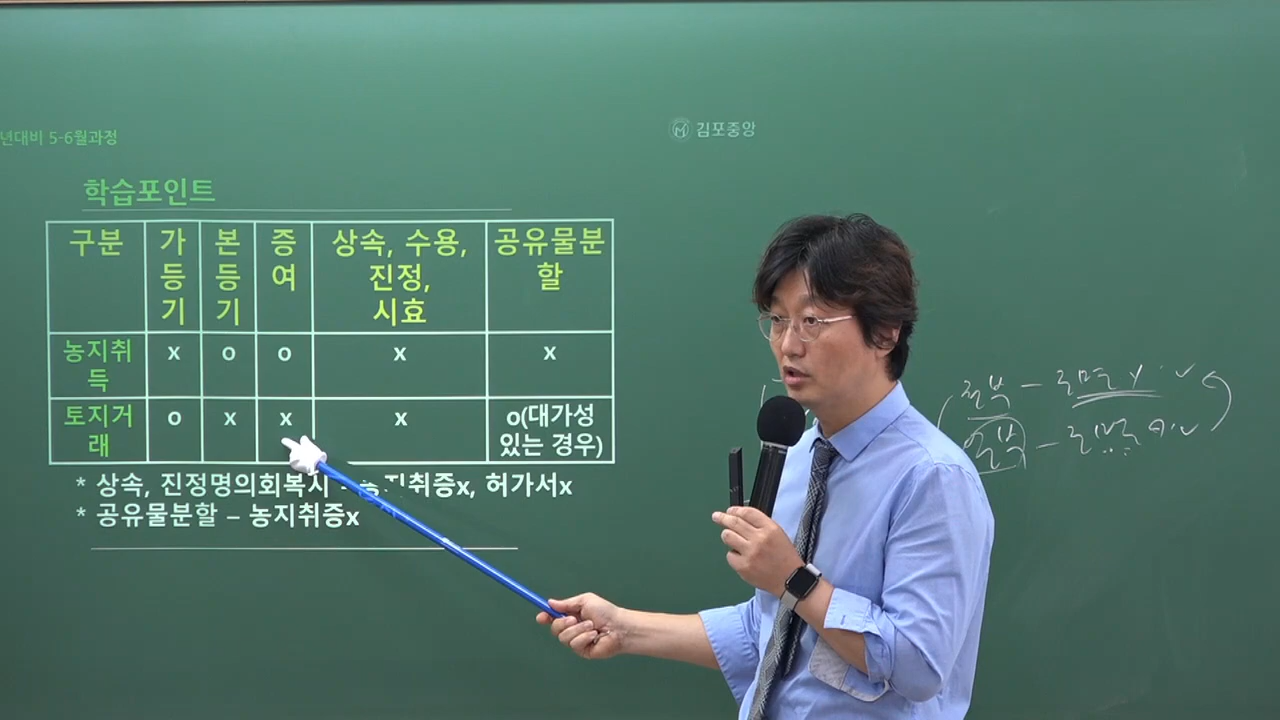 년대비 5-6월과정
김포중앙
학습포인트
구분 가등기 본등기 증여 상속, 수용, 진정, 시효 공유물분할
농지취득 x o o x x
토지거래 o x x x o(대가성 있는 경우)
* 상속, 진정명의회복시 - 농지취증x, 허가서x
* 공유물분할 – 농지취증x